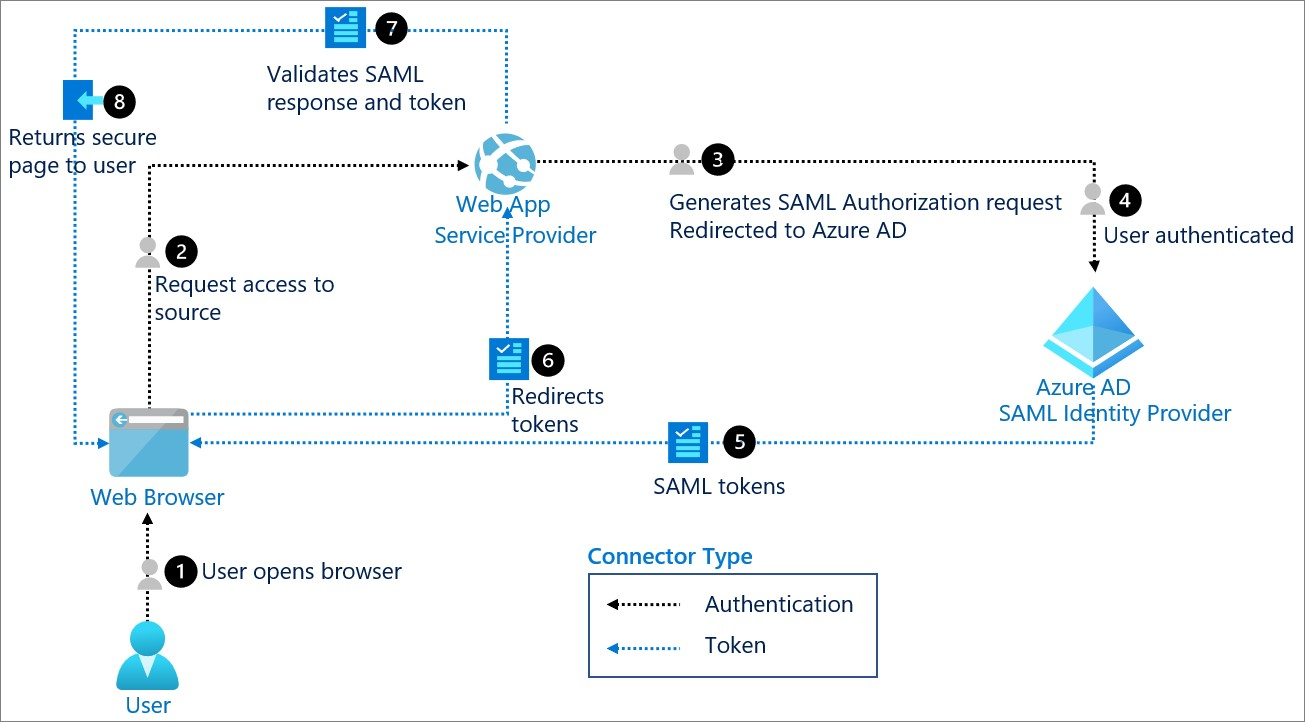 7
Validates SAML
response and token
8
Returns secure
page to user
Web App
Service Provider
3
Generates SAML Authorization request
Redirected to Azure AD
4
User authenticated
2
Request access to
source
6
Redirects
tokens
Azure AD
SAML Identity Provider
5
SAML tokens
Web Browser
1
User opens browser
User
Connector Type
Authentication
Token